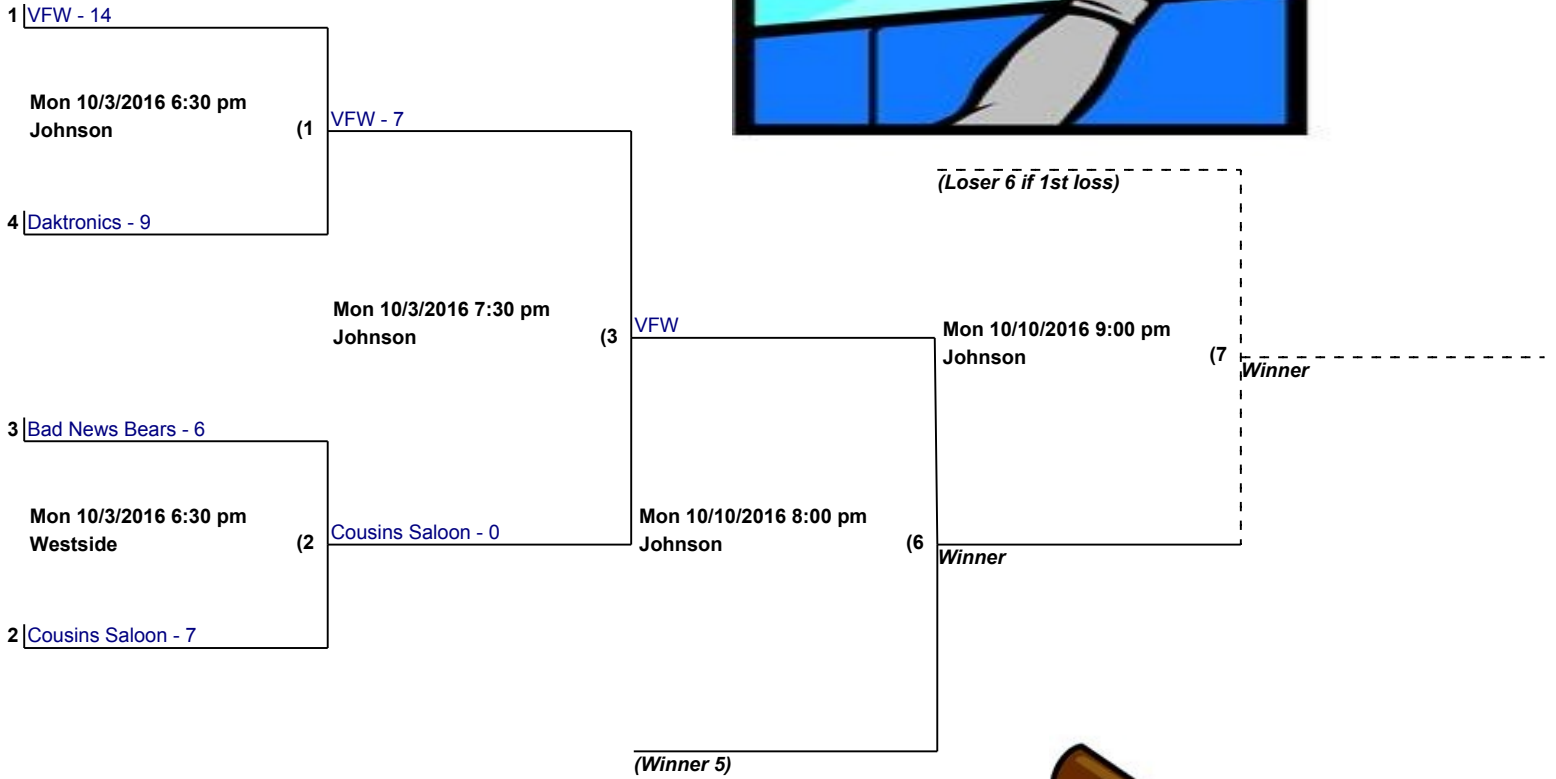 1 VFW - 14
Mon 10/3/2016 6:30 pm
Johnson (1
VFW - 7
(Loser 6 if 1st loss)
4 Daktronics - 9
Mon 10/3/2016 7:30 pm
Johnson (3
VFW
Mon 10/10/2016 9:00 pm
Johnson (7
Winner
3 Bad News Bears - 6
Mon 10/3/2016 6:30 pm
Westside (2
Cousins Saloon - 0
Mon 10/10/2016 8:00 pm
Johnson (6
Winner
2 Cousins Saloon - 7
(Winner 5)